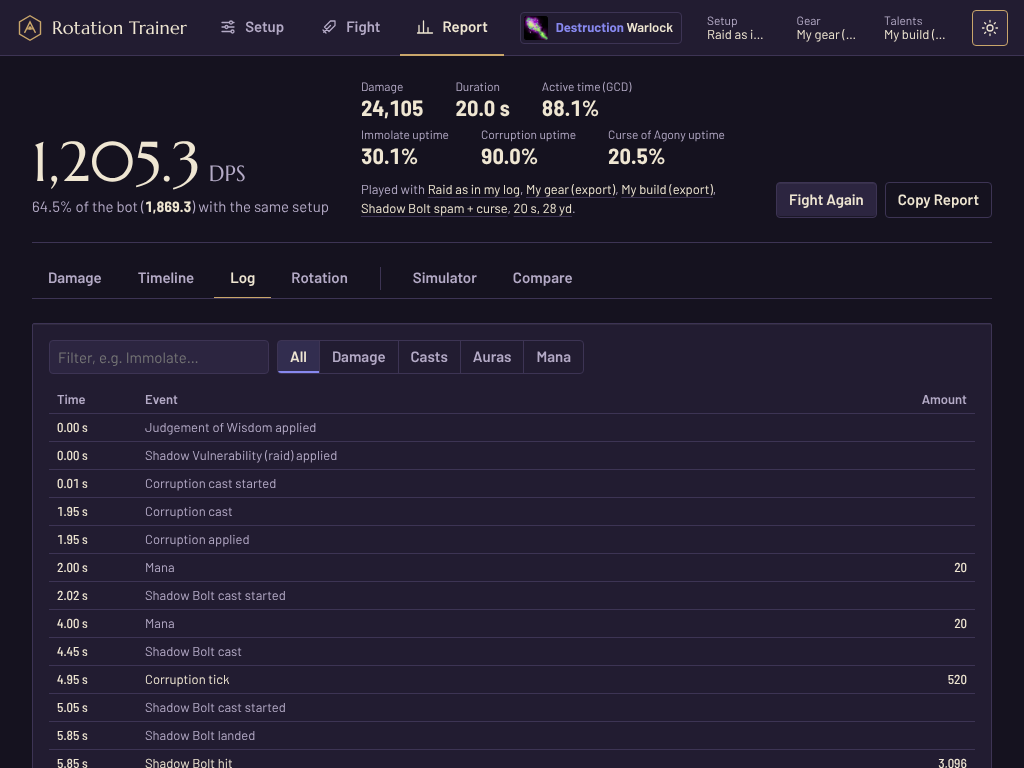 Rotation Trainer
Setup
Fight
Report
Destruction Warlock
Setup
Raid as i...
Gear
My gear (...
Talents
My build (...
1,205.3 DPS
64.5% of the bot (1,869.3) with the same setup
Damage
24,105
Duration
20.0 s
Active time (GCD)
88.1%
Immolate uptime
30.1%
Corruption uptime
90.0%
Curse of Agony uptime
20.5%
Played with Raid as in my log, My gear (export), My build (export),
Shadow Bolt spam + curse, 20 s, 28 yd.
Fight Again
Copy Report
Damage
Timeline
Log
Rotation
Simulator
Compare
Filter, e.g. Immolate...
All
Damage
Casts
Auras
Mana
Time Event Amount
0.00 s Judgement of Wisdom applied
0.00 s Shadow Vulnerability (raid) applied
0.01 s Corruption cast started
1.95 s Corruption cast
1.95 s Corruption applied
2.00 s Mana 20
2.02 s Shadow Bolt cast started
4.00 s Mana 20
4.45 s Shadow Bolt cast
4.95 s Corruption tick 520
5.05 s Shadow Bolt cast started
5.85 s Shadow Bolt landed
5.85 s Shadow Bolt hit 3,096